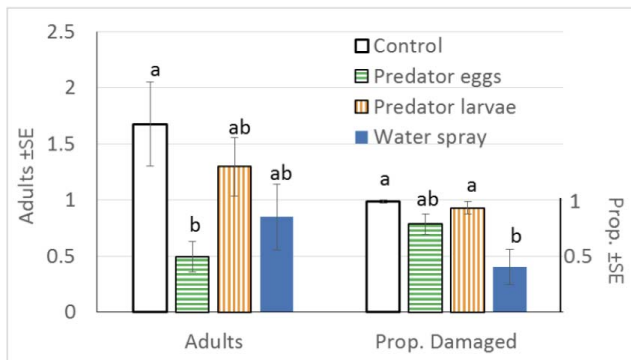 2.5
2
1.5
1
0.5
0
Adults ±SE
Control
Predator eggs
Predator larvae
Water spray
a
b
ab
ab
a
ab
a
b
1
0.5
Prop. ±SE
Adults
Prop. Damaged